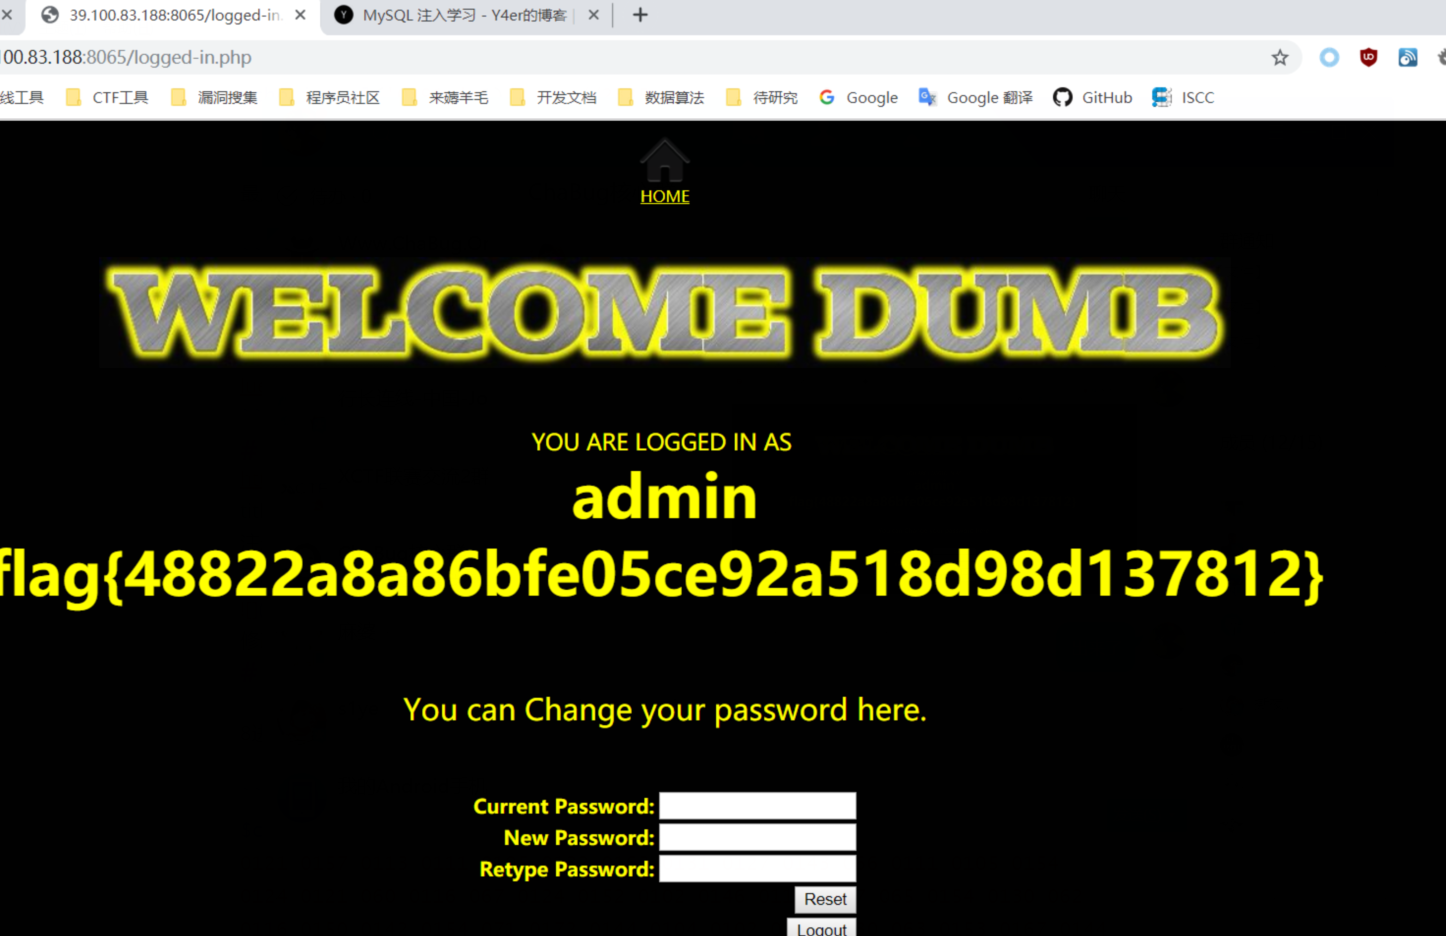 39.100.83.188:8065/logged-in.
MySQL 注入学习 - Y4er的博客
100.83.188:8065/logged-in.php
线工具 CTF工具 漏洞搜集 程序员社区 来薅羊毛 开发文档 数据算法 待研究 Google Google 翻译 GitHub ISCC
HOME
WELCOME DUMB
YOU ARE LOGGED IN AS
admin
flag{48822a8a86bfe05ce92a518d98d137812}
You can Change your password here.
Current Password:
New Password:
Retype Password:
Reset
Logout